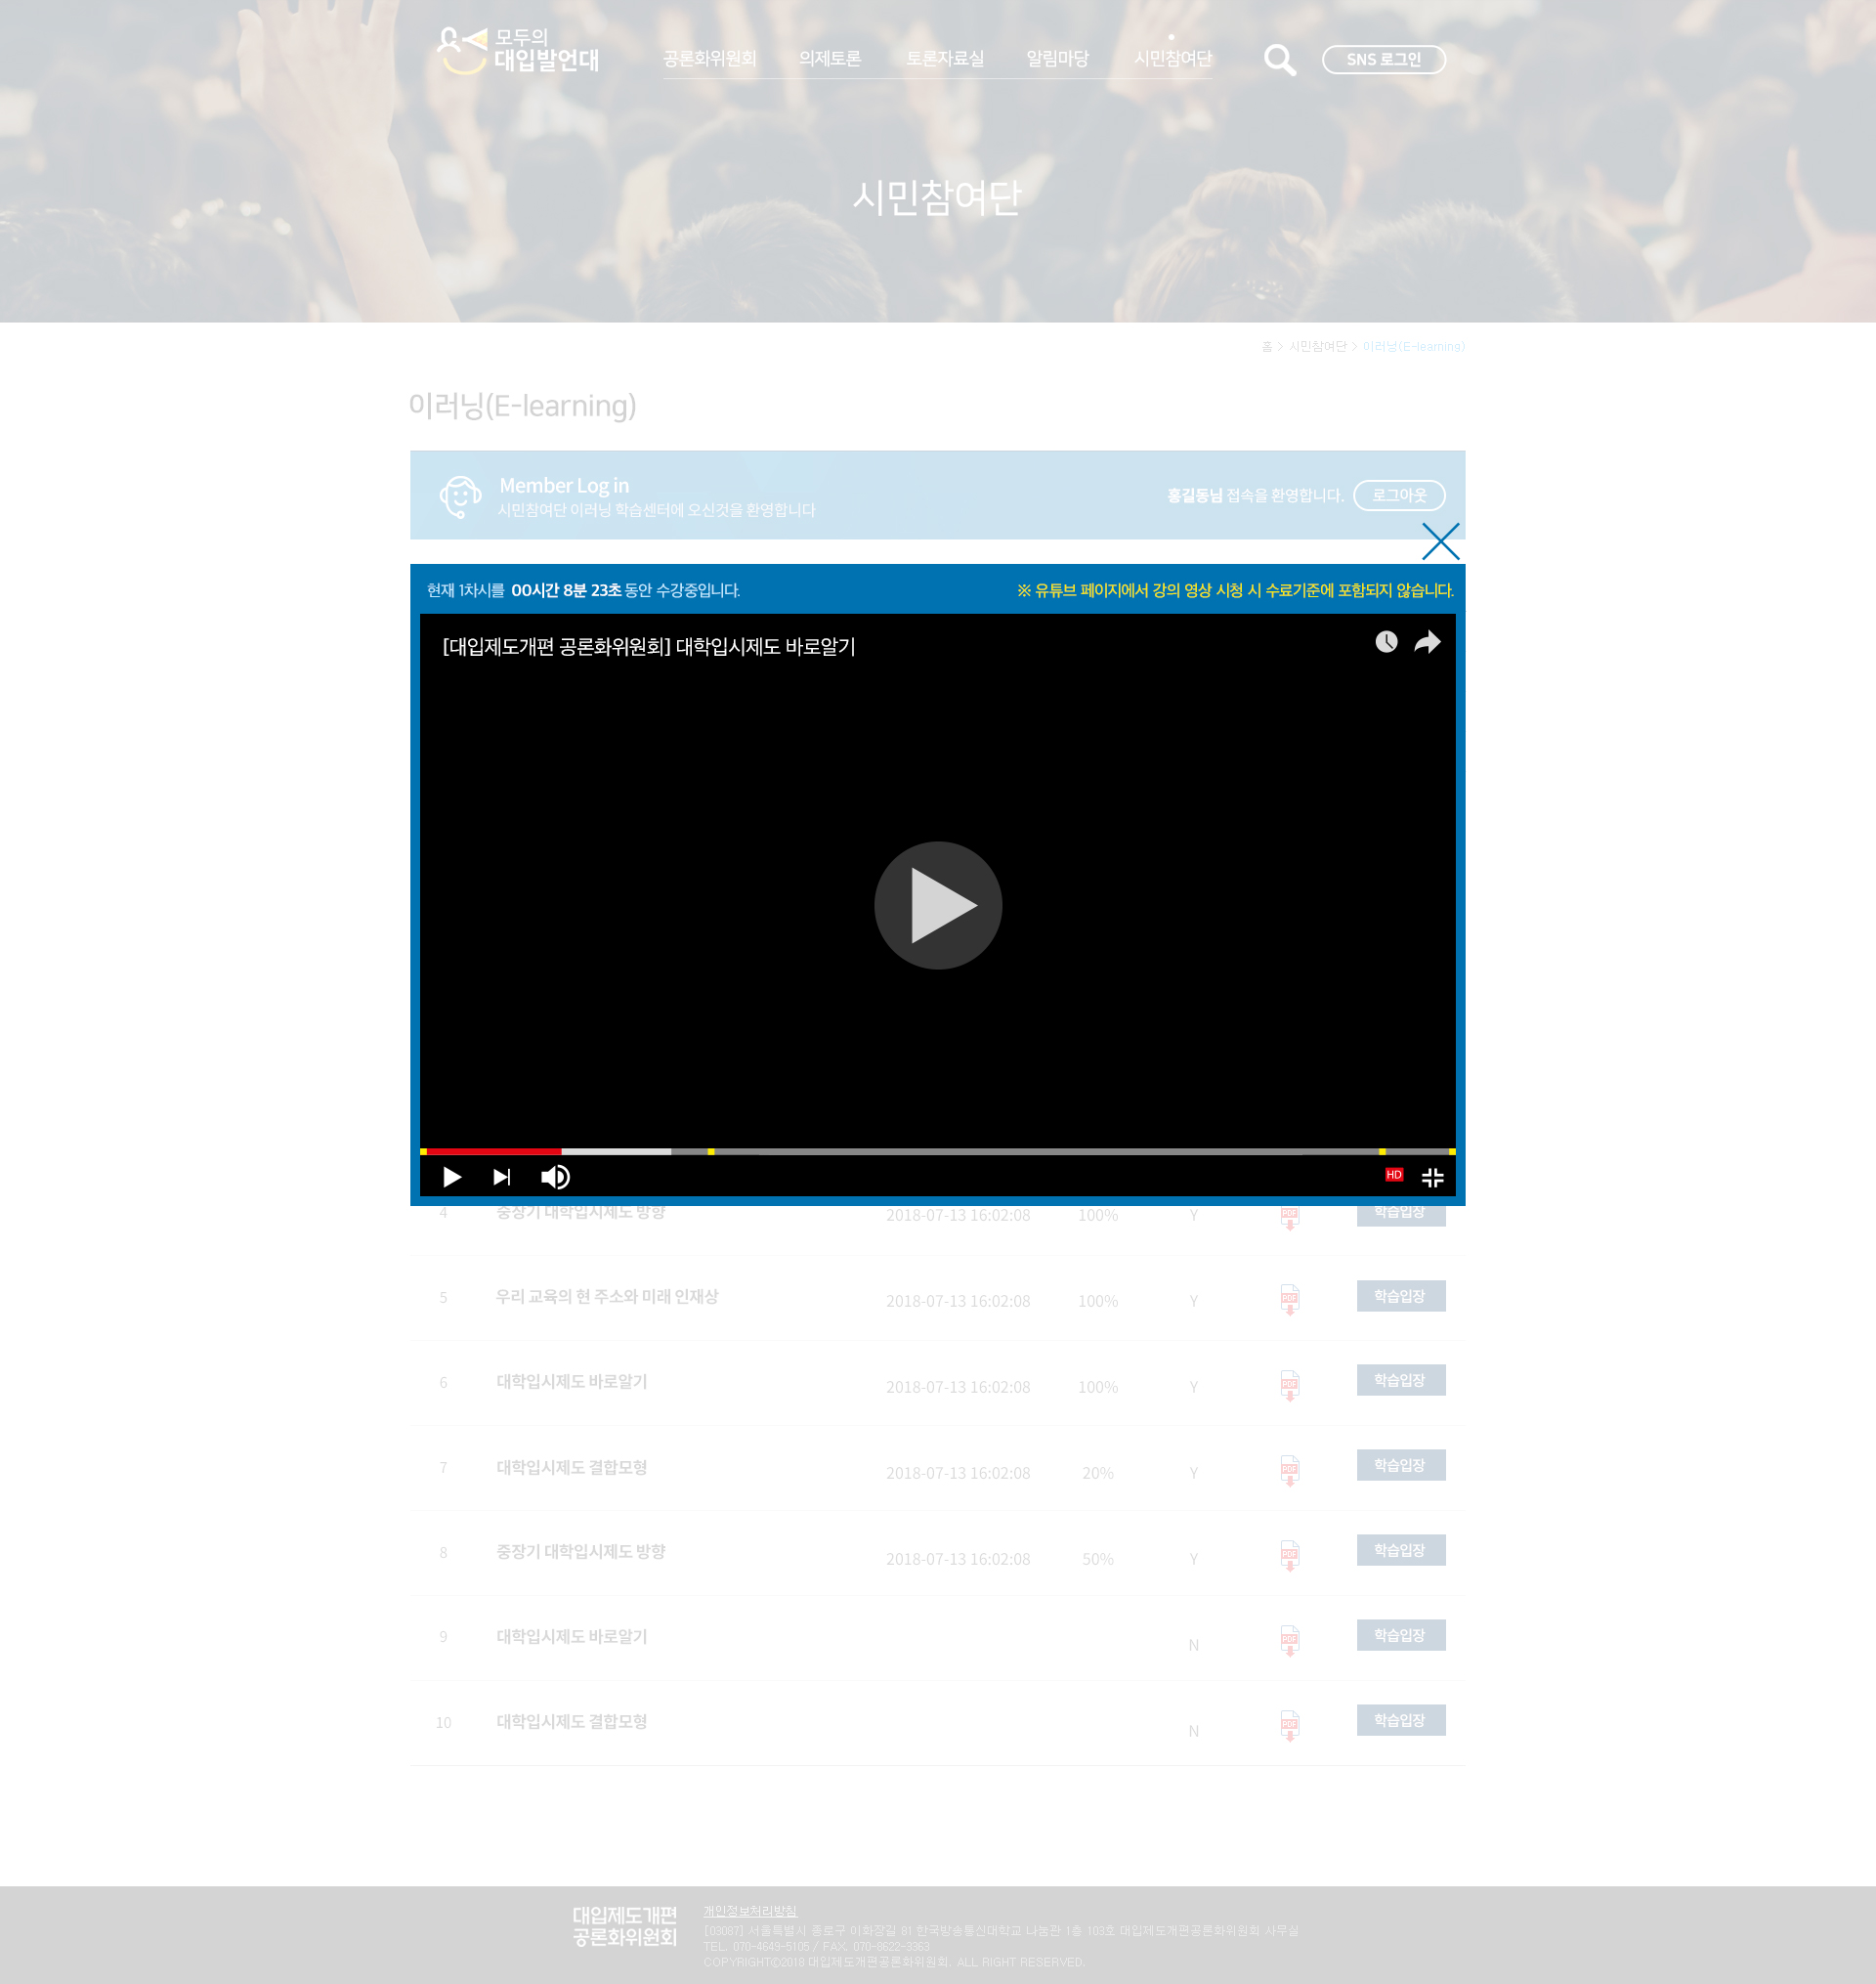 모두의
대입발언대
공론화위원회 의제토론 토론자료실 알림마당 시민참여단
SNS 로그인
시민참여단
홈 > 시민참여단 > 이러닝(E-learning)
이러닝(E-learning)
Member Log in
시민참여단 이러닝 학습센터에 오신것을 환영합니다
홍길동님 접속을 환영합니다. 로그아웃
현재 1차시를 00시간 8분 23초 동안 수강중입니다.
※ 유튜브 페이지에서 강의 영상 시청 시 수료기준에 포함되지 않습니다.
[대입제도개편 공론화위원회] 대학입시제도 바로알기
HD
4 중장기 대학입시제도 방향 2018-07-13 16:02:08 100% Y PDF 학습입장
5 우리 교육의 현 주소와 미래 인재상 2018-07-13 16:02:08 100% Y PDF 학습입장
6 대학입시제도 바로알기 2018-07-13 16:02:08 100% Y PDF 학습입장
7 대학입시제도 결합모형 2018-07-13 16:02:08 20% Y PDF 학습입장
8 중장기 대학입시제도 방향 2018-07-13 16:02:08 50% Y PDF 학습입장
9 대학입시제도 바로알기 N PDF 학습입장
10 대학입시제도 결합모형 N PDF 학습입장
대입제도개편
공론화위원회
개인정보처리방침
[03087] 서울특별시 종로구 이화장길 81 한국방송통신대학교 나눔관 1층 109호 대입제도개편공론화위원회 사무실
TEL. 070-4649-5105 / FAX. 070-8622-3363
COPYRIGHT©2018 대입제도개편공론화위원회. ALL RIGHT RESERVED.